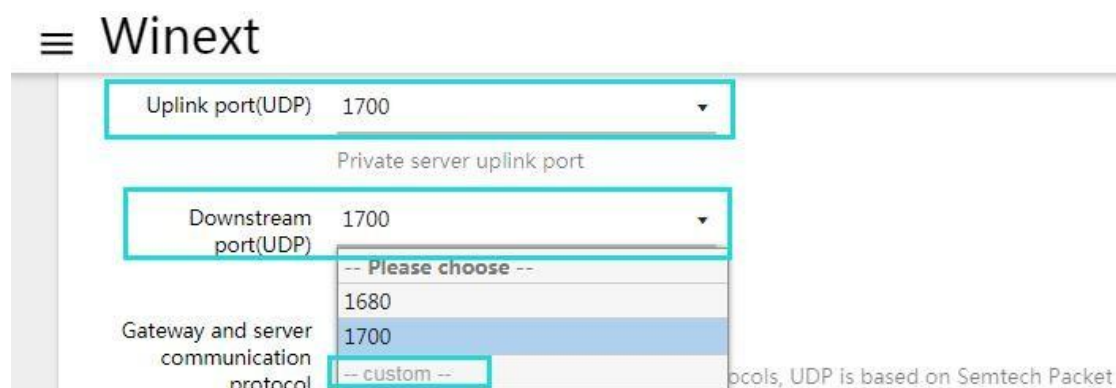 ≡ Winext
Uplink port(UDP) 1700
Private server uplink port
Downstream 1700
port(UDP)
-- Please choose --
1680
Gateway and server 1700
communication
protocol -- custom -- ocols, UDP is based on Semtech Packet